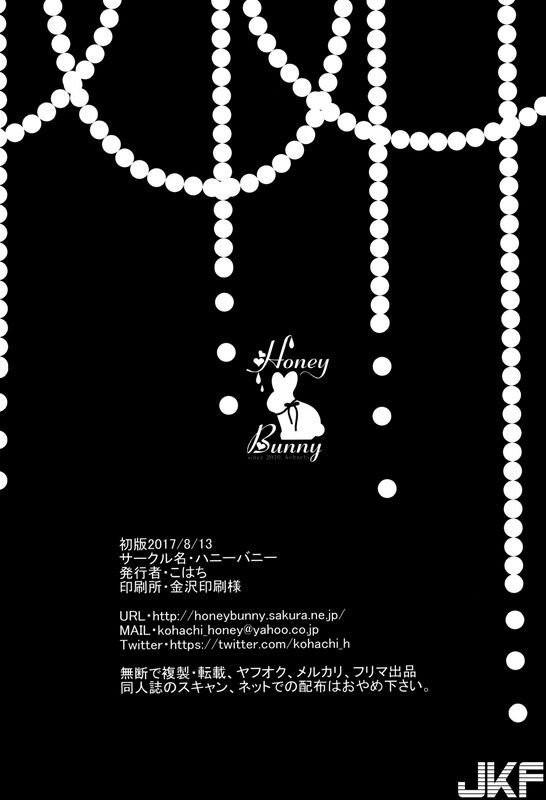 Honey
Bunny
since 2010. kohachi
初版2017/8/13
サークル名・ハニーバニー
発行者・こはち
印刷所・金沢印刷様
URL・http://honeybunny.sakura.ne.jp/
MAIL・kohachi_honey@yahoo.co.jp
Twitter・https://twitter.com/kohachi_h
無断で複製・転載、ヤフオク、メルカリ、フリマ出品
同人誌のスキャン、ネットでの配布はおやめ下さい。
JKF